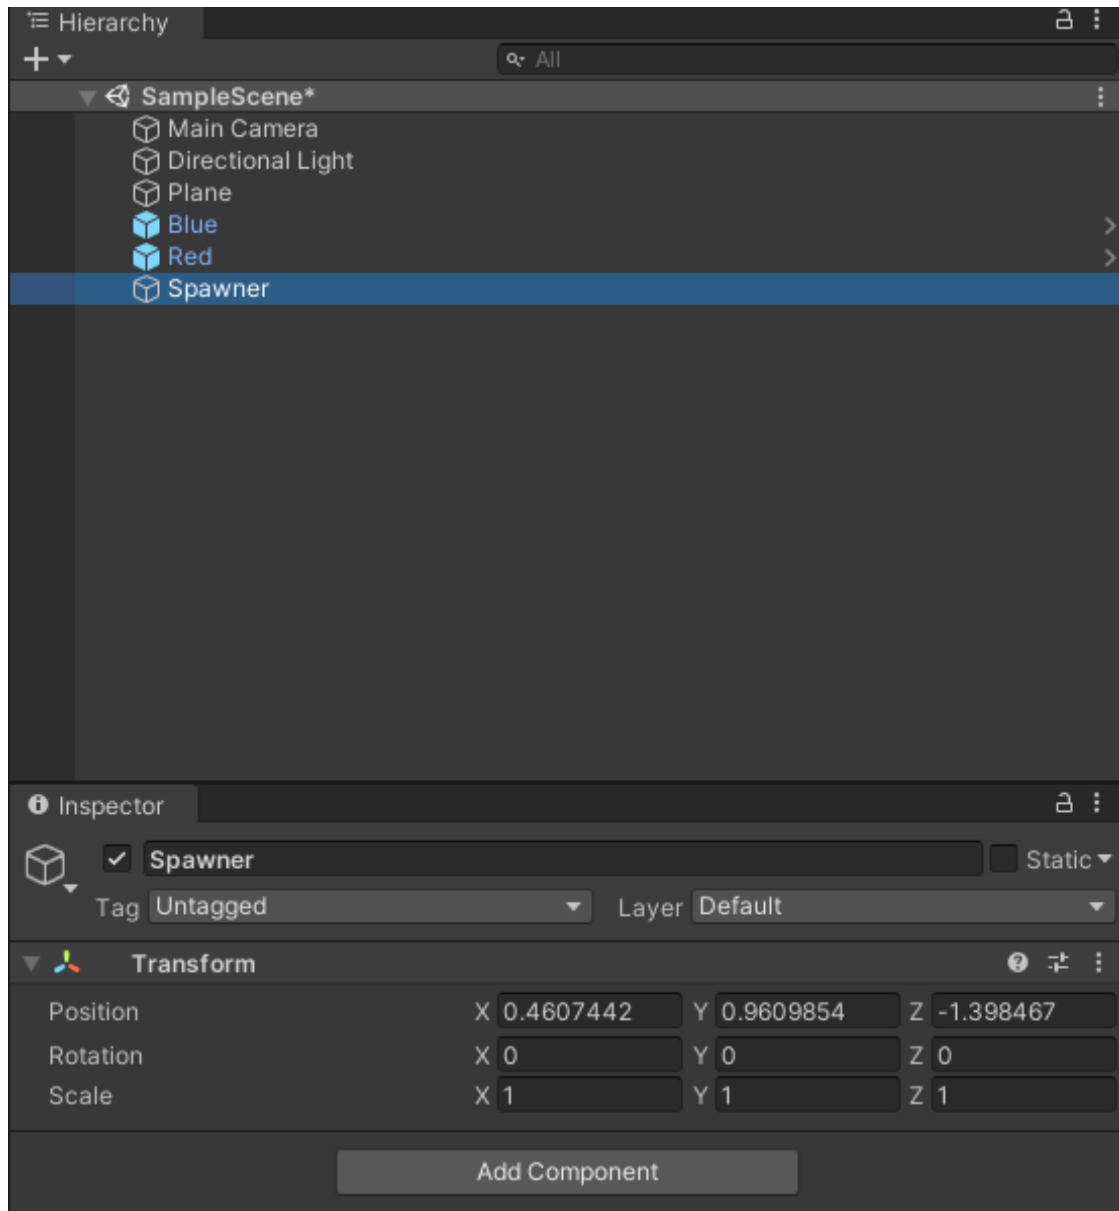 Hierarchy
All
SampleScene*
Main Camera
Directional Light
Plane
Blue
Red
Spawner
Inspector
Spawner Static
Tag Untagged Layer Default
Transform
Position X 0.4607442 Y 0.9609854 Z -1.398467
Rotation X 0 Y 0 Z 0
Scale X 1 Y 1 Z 1
Add Component